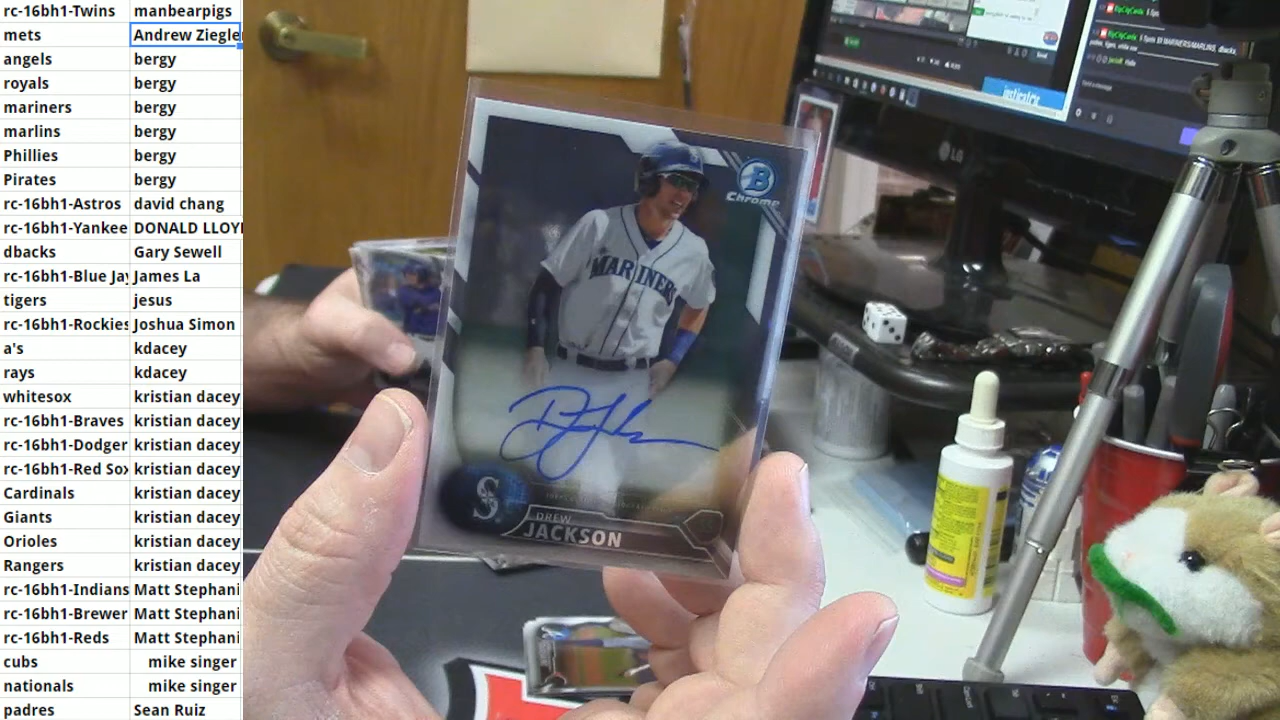 rc-16bh1-Twins manbearpigs
mets Andrew Ziegle
angels bergy
royals bergy
mariners bergy
marlins bergy
Phillies bergy
Pirates bergy
rc-16bh1-Astros david chang
rc-16bh1-Yankee DONALD LLOY
dbacks Gary Sewell
rc-16bh1-Blue Jay James La
tigers jesus
rc-16bh1-Rockies Joshua Simon
a's kdacey
rays kdacey
whitesox kristian dacey
rc-16bh1-Braves kristian dacey
rc-16bh1-Dodger kristian dacey
rc-16bh1-Red Sox kristian dacey
Cardinals kristian dacey
Giants kristian dacey
Orioles kristian dacey
Rangers kristian dacey
rc-16bh1-Indians Matt Stephani
rc-16bh1-Brewer Matt Stephani
rc-16bh1-Reds Matt Stephani
cubs mike singer
nationals mike singer
padres Sean Ruiz
B
Chrome
MARINERS
S
DREW
JACKSON
LG